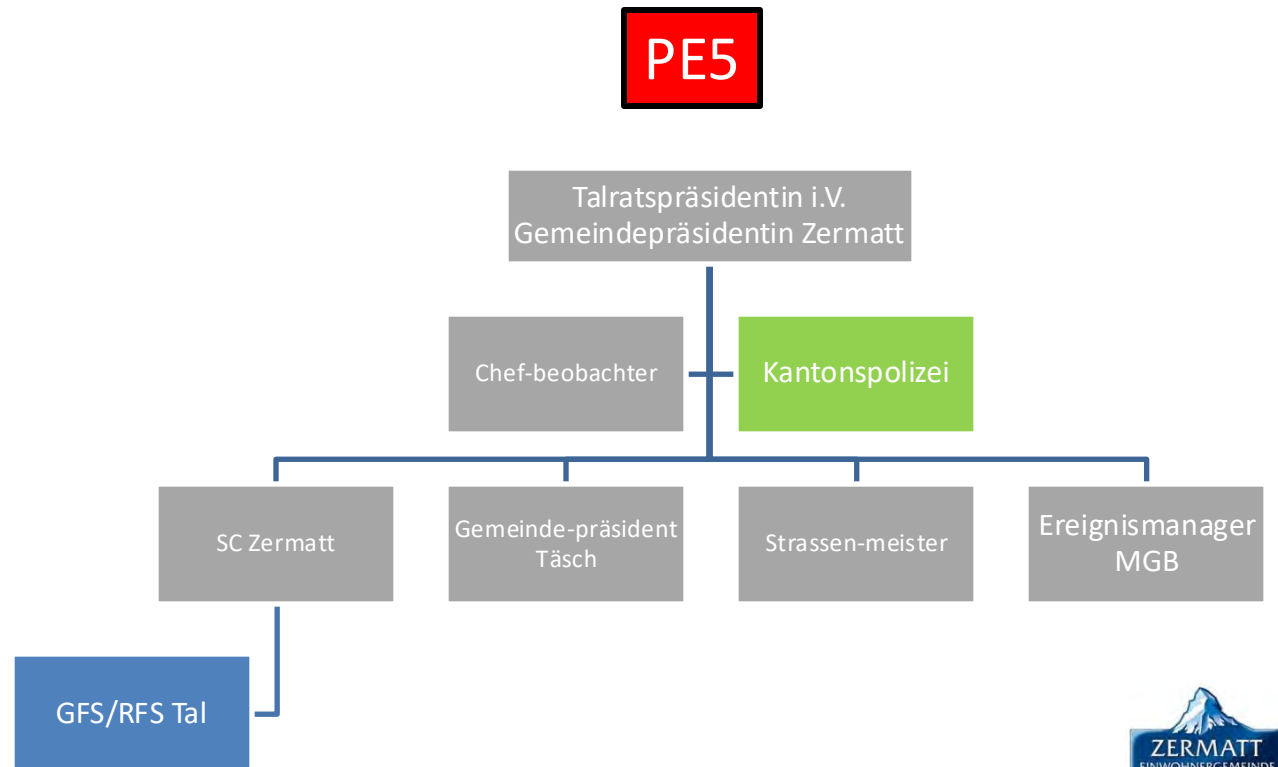 PE5
Talratspräsidentin i.V.
Gemeindepräsidentin Zermatt
Chef-beobachter
Kantonspolizei
SC Zermatt
Gemeinde-präsident
Täsch
Strassen-meister
Ereignismanager
MGB
GFS/RFS Tal
ZERMATT
EINWOHNERGEMEINDE